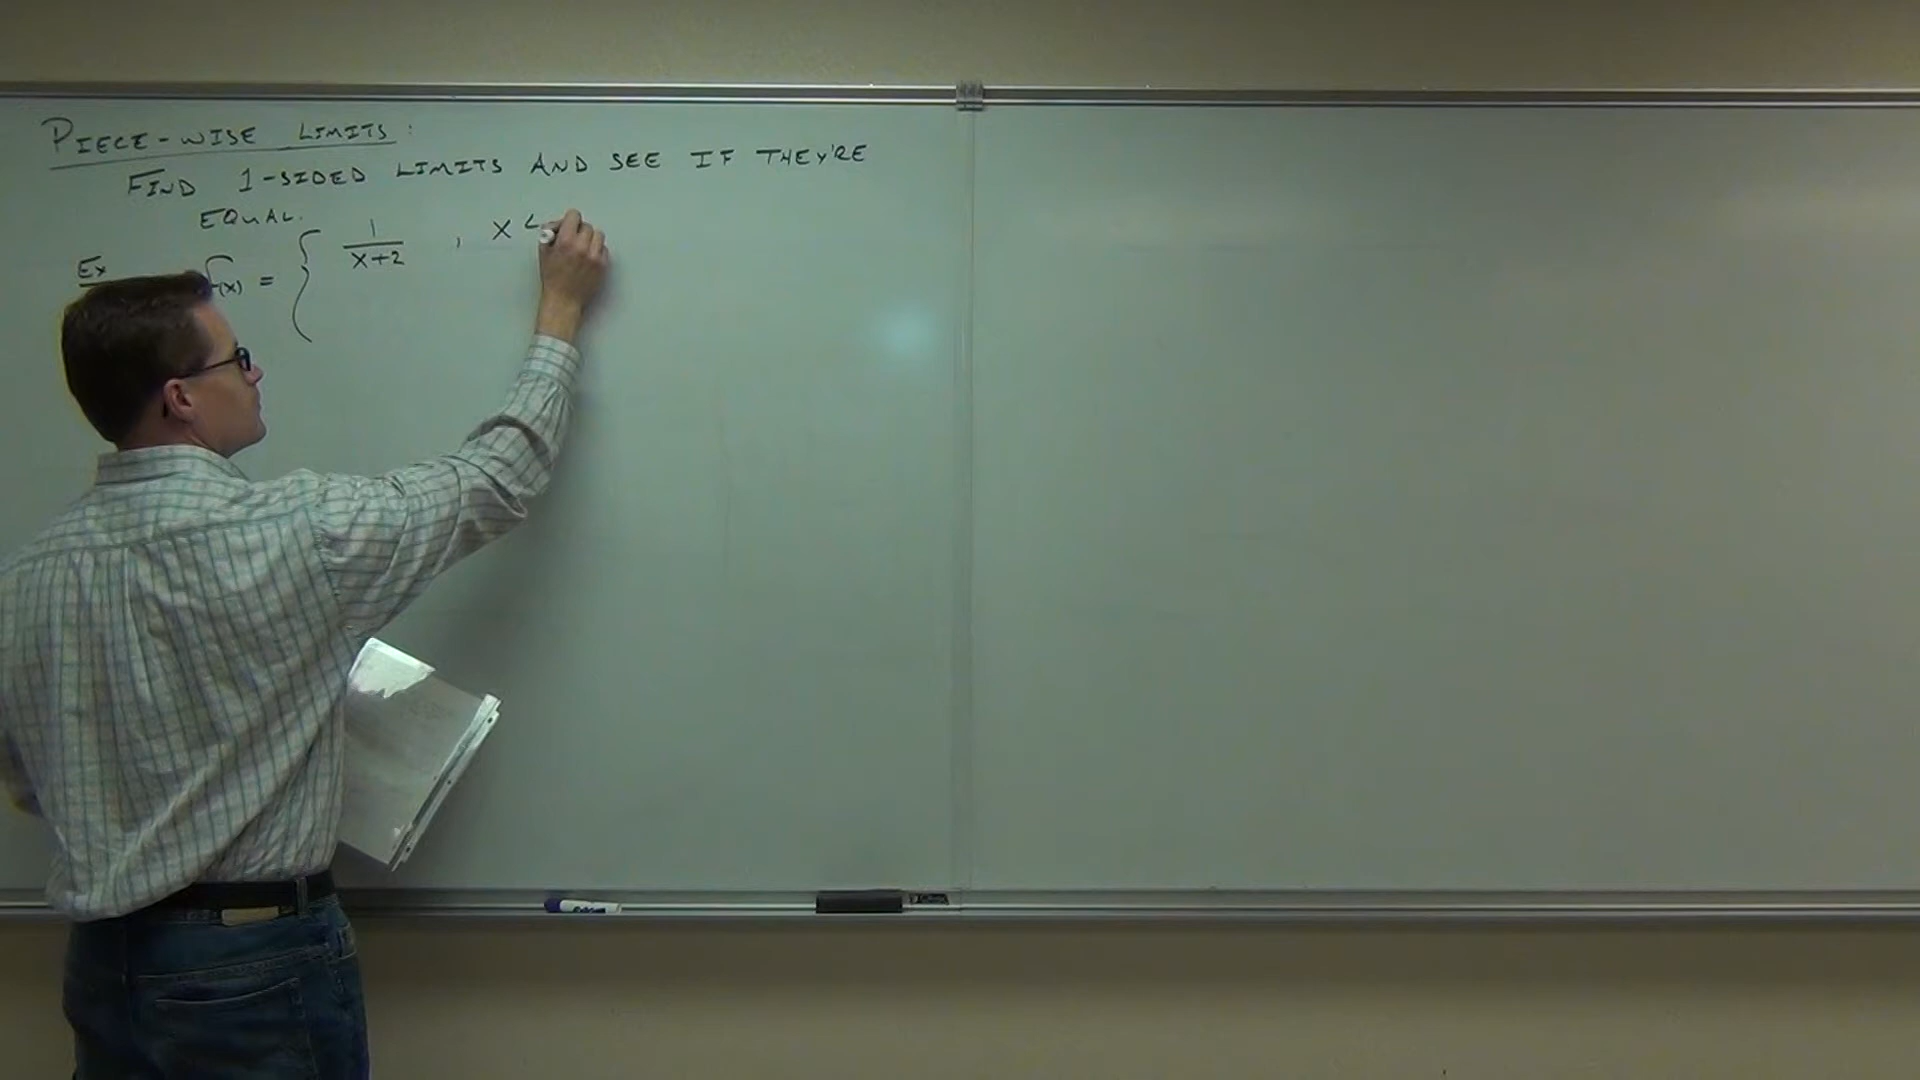 PIECE-WISE LIMITS:
FIND 1-SIDED LIMITS AND SEE IF THEY'RE
EQUAL.
Ex f(x) = { 1/(x+2) , x <